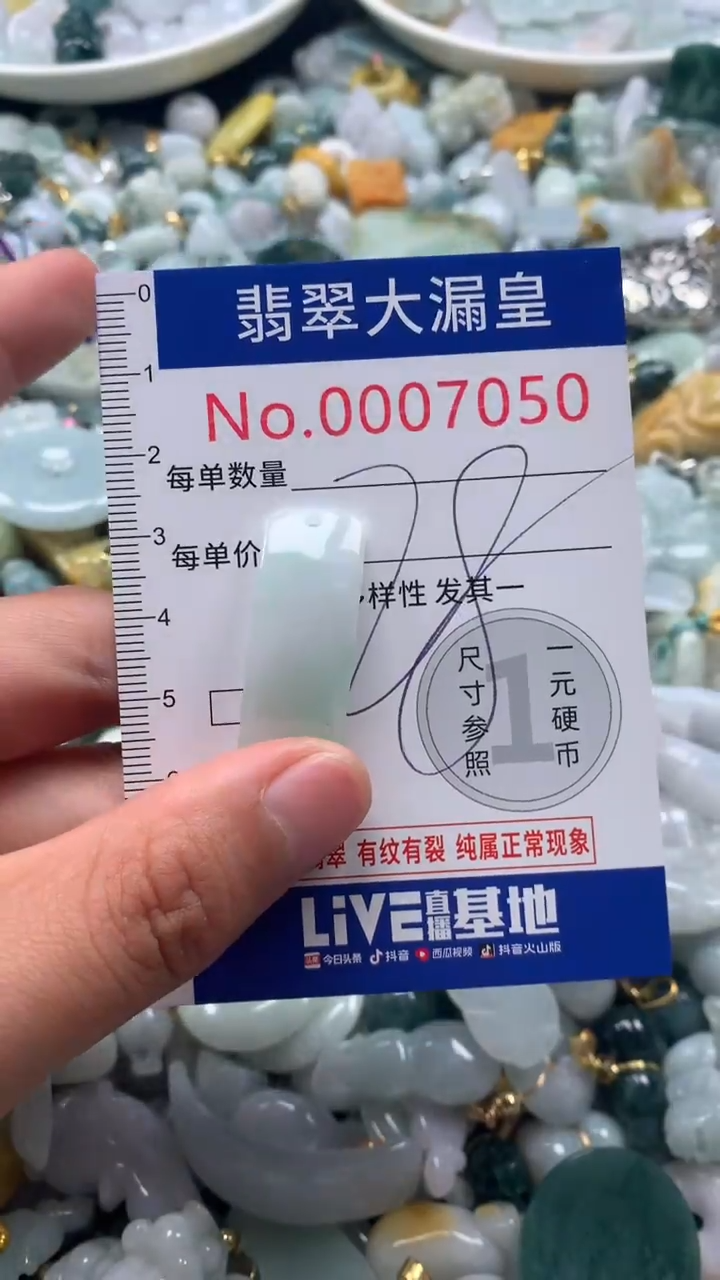 翡翠大漏皇
No.0007050
0
1
2
3
4
5
每单数量
每单价
样性 发其一
尺寸参照
1
一元硬币
翠 有纹有裂 纯属正常现象
LiVE直播基地
今日头条 抖音 西瓜视频 抖音火山版